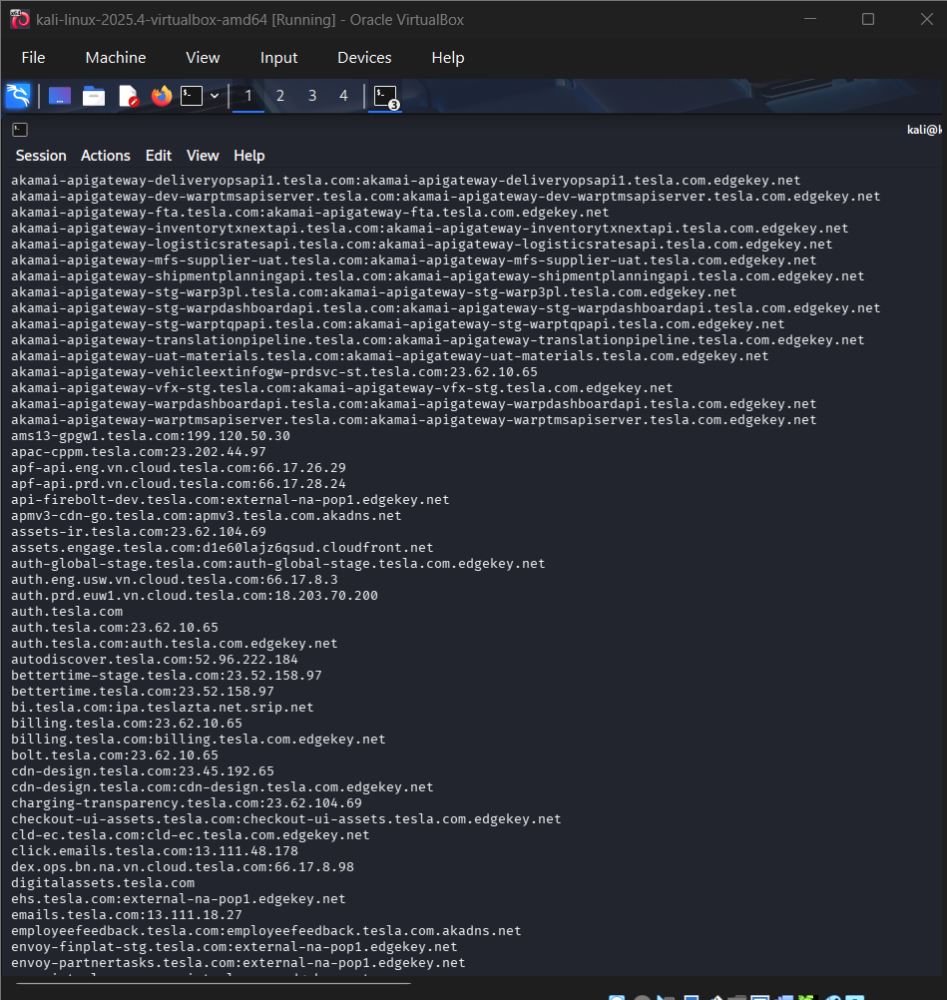 kali-linux-2025.4-virtualbox-amd64 [Running] - Oracle VirtualBox
File Machine View Input Devices Help
1 2 3 4 3
kali@k
Session Actions Edit View Help
akamai-apigateway-deliveryopsapi1.tesla.com:akamai-apigateway-deliveryopsapi1.tesla.com.edgekey.net
akamai-apigateway-dev-warptmsapiserver.tesla.com:akamai-apigateway-dev-warptmsapiserver.tesla.com.edgekey.net
akamai-apigateway-fta.tesla.com:akamai-apigateway-fta.tesla.com.edgekey.net
akamai-apigateway-inventorytxnextapi.tesla.com:akamai-apigateway-inventorytxnextapi.tesla.com.edgekey.net
akamai-apigateway-logisticsratesapi.tesla.com:akamai-apigateway-logisticsratesapi.tesla.com.edgekey.net
akamai-apigateway-mfs-supplier-uat.tesla.com:akamai-apigateway-mfs-supplier-uat.tesla.com.edgekey.net
akamai-apigateway-shipmentplanningapi.tesla.com:akamai-apigateway-shipmentplanningapi.tesla.com.edgekey.net
akamai-apigateway-stg-warp3pl.tesla.com:akamai-apigateway-stg-warp3pl.tesla.com.edgekey.net
akamai-apigateway-stg-warpdashboardapi.tesla.com:akamai-apigateway-stg-warpdashboardapi.tesla.com.edgekey.net
akamai-apigateway-stg-warptqpapi.tesla.com:akamai-apigateway-stg-warptqpapi.tesla.com.edgekey.net
akamai-apigateway-translationpipeline.tesla.com:akamai-apigateway-translationpipeline.tesla.com.edgekey.net
akamai-apigateway-uat-materials.tesla.com:akamai-apigateway-uat-materials.tesla.com.edgekey.net
akamai-apigateway-vehicleextinfogw-prdsvc-st.tesla.com:23.62.10.65
akamai-apigateway-vfx-stg.tesla.com:akamai-apigateway-vfx-stg.tesla.com.edgekey.net
akamai-apigateway-warpdashboardapi.tesla.com:akamai-apigateway-warpdashboardapi.tesla.com.edgekey.net
akamai-apigateway-warptmsapiserver.tesla.com:akamai-apigateway-warptmsapiserver.tesla.com.edgekey.net
ams13-gpgw1.tesla.com:199.120.50.30
apac-cppm.tesla.com:23.202.44.97
apf-api.eng.vn.cloud.tesla.com:66.17.26.29
apf-api.prd.vn.cloud.tesla.com:66.17.28.24
api-firebolt-dev.tesla.com:external-na-pop1.edgekey.net
apmv3-cdn-go.tesla.com:apmv3.tesla.com.akadns.net
assets-ir.tesla.com:23.62.104.69
assets.engage.tesla.com:d1e60lajz6qsud.cloudfront.net
auth-global-stage.tesla.com:auth-global-stage.tesla.com.edgekey.net
auth.eng.usw.vn.cloud.tesla.com:66.17.8.3
auth.prd.euw1.vn.cloud.tesla.com:18.203.70.200
auth.tesla.com
auth.tesla.com:23.62.10.65
auth.tesla.com:auth.tesla.com.edgekey.net
autodiscover.tesla.com:52.96.222.184
bettertime-stage.tesla.com:23.52.158.97
bettertime.tesla.com:23.52.158.97
bi.tesla.com:ipa.teslazta.net.srip.net
billing.tesla.com:23.62.10.65
billing.tesla.com:billing.tesla.com.edgekey.net
bolt.tesla.com:23.62.10.65
cdn-design.tesla.com:23.45.192.65
cdn-design.tesla.com:cdn-design.tesla.com.edgekey.net
charging-transparency.tesla.com:23.62.104.69
checkout-ui-assets.tesla.com:checkout-ui-assets.tesla.com.edgekey.net
cld-ec.tesla.com:cld-ec.tesla.com.edgekey.net
click.emails.tesla.com:13.111.48.178
dex.ops.bn.na.vn.cloud.tesla.com:66.17.8.98
digitalassets.tesla.com
ehs.tesla.com:external-na-pop1.edgekey.net
emails.tesla.com:13.111.18.27
employeefeedback.tesla.com:employeefeedback.tesla.com.akadns.net
envoy-finplat-stg.tesla.com:external-na-pop1.edgekey.net
envoy-partnertasks.tesla.com:external-na-pop1.edgekey.net